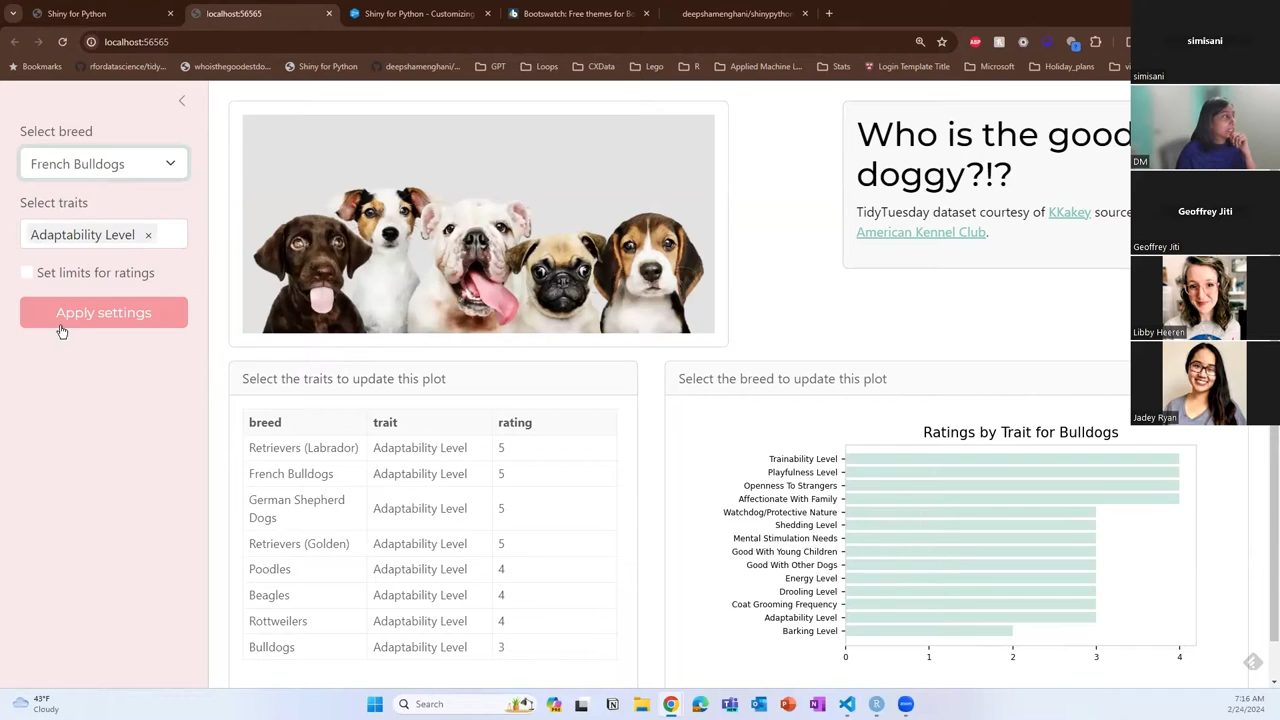 Shiny for Python
localhost:56565
Shiny for Python - Customizing
Bootswatch: Free themes for Bo
deepshamenghani/shinypython
localhost:56565
Bookmarks
rfordatascience/tidy...
whoisthegoodestdo...
Shiny for Python
deepshamenghani/...
GPT
Loops
CXData
Lego
R
Applied Machine L...
Stats
Login Template Title
Microsoft
Holiday_plans
Select breed
French Bulldogs
Select traits
Adaptability Level ×
Set limits for ratings
Apply settings
Who is the good
doggy?!?
TidyTuesday dataset courtesy of KKakey source
American Kennel Club.
Select the traits to update this plot
breed trait rating
Retrievers (Labrador) Adaptability Level 5
French Bulldogs Adaptability Level 5
German Shepherd
Dogs Adaptability Level 5
Retrievers (Golden) Adaptability Level 5
Poodles Adaptability Level 4
Beagles Adaptability Level 4
Rottweilers Adaptability Level 4
Bulldogs Adaptability Level 3
Select the breed to update this plot
Ratings by Trait for Bulldogs
Trainability Level
Playfulness Level
Openness To Strangers
Affectionate With Family
Watchdog/Protective Nature
Shedding Level
Mental Stimulation Needs
Good With Young Children
Good With Other Dogs
Energy Level
Drooling Level
Coat Grooming Frequency
Adaptability Level
Barking Level
0 1 2 3 4
simisani
simisani
DM
Geoffrey Jiti
Geoffrey Jiti
Libby Heeren
Jadey Ryan
43°F
Cloudy
Search
7:16 AM
2/24/2024